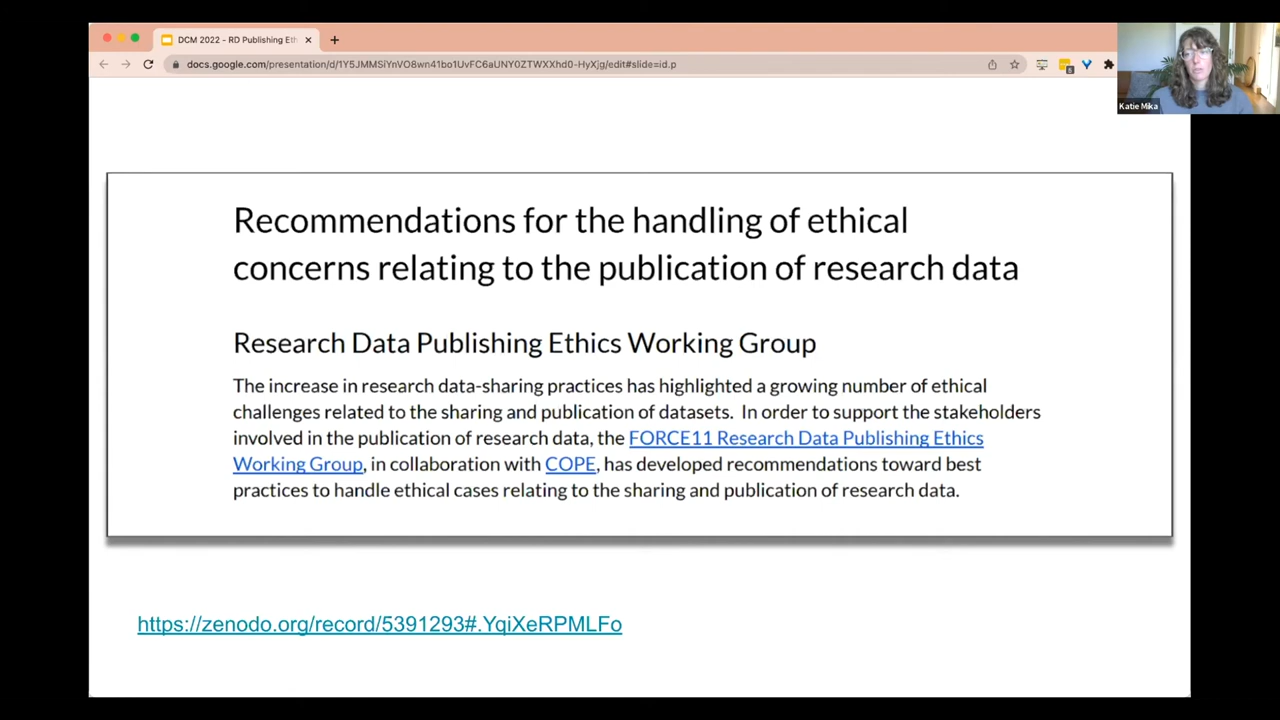 DCM 2022 - RD Publishing Eth
docs.google.com/presentation/d/1Y5JMMSiYnVO8wn41bo1UvFC6aUNY0ZTWXXhd0-HyXjg/edit#slide=id.p
Katie Mika
Recommendations for the handling of ethical
concerns relating to the publication of research data
Research Data Publishing Ethics Working Group
The increase in research data-sharing practices has highlighted a growing number of ethical
challenges related to the sharing and publication of datasets. In order to support the stakeholders
involved in the publication of research data, the FORCE11 Research Data Publishing Ethics
Working Group, in collaboration with COPE, has developed recommendations toward best
practices to handle ethical cases relating to the sharing and publication of research data.
https://zenodo.org/record/5391293#.YqiXeRPMLFo